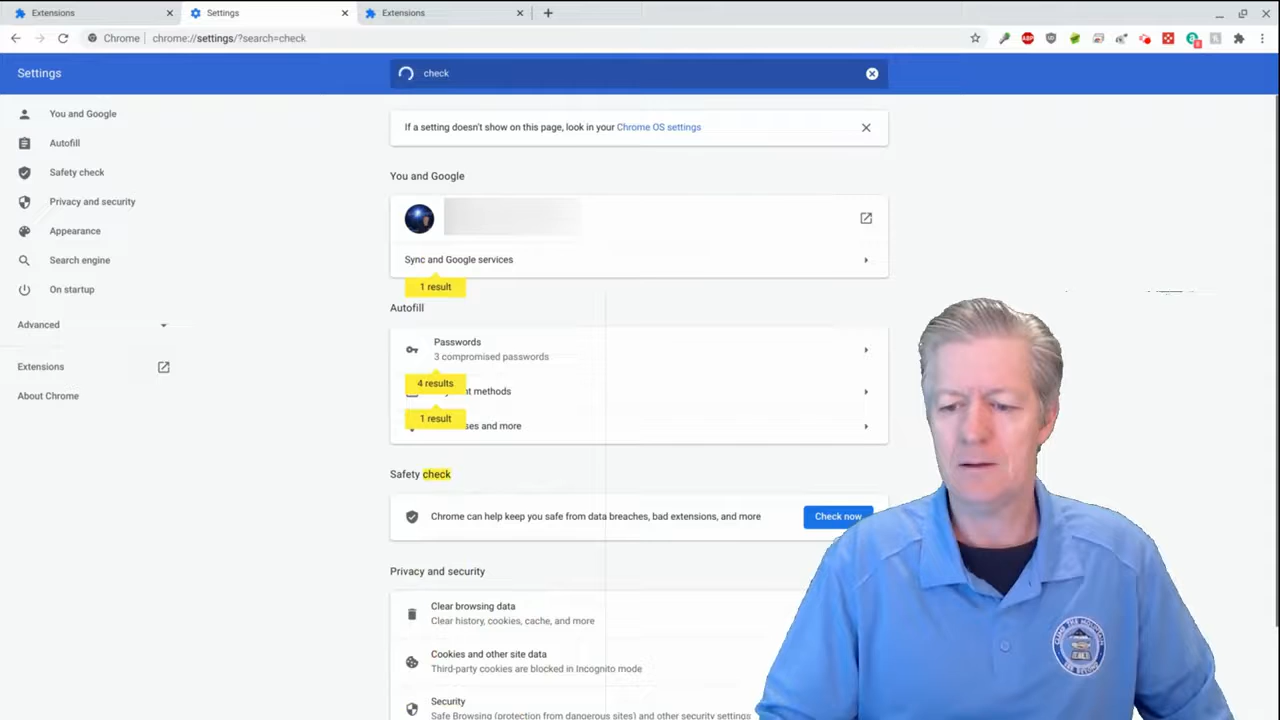 Extensions
Settings
Extensions
Chrome
chrome://settings/?search=check
ABP
Settings
check
You and Google
Autofill
Safety check
Privacy and security
Appearance
Search engine
On startup
Advanced
Extensions
About Chrome
If a setting doesn't show on this page, look in your Chrome OS settings
You and Google
Sync and Google services
1 result
Autofill
Passwords
3 compromised passwords
4 results
methods
1 result
and more
Safety check
Chrome can help keep you safe from data breaches, bad extensions, and more
Check now
Privacy and security
Clear browsing data
Clear history, cookies, cache, and more
Cookies and other site data
Third-party cookies are blocked in Incognito mode
Security
Safe Browsing (protection from dangerous sites) and other security settings